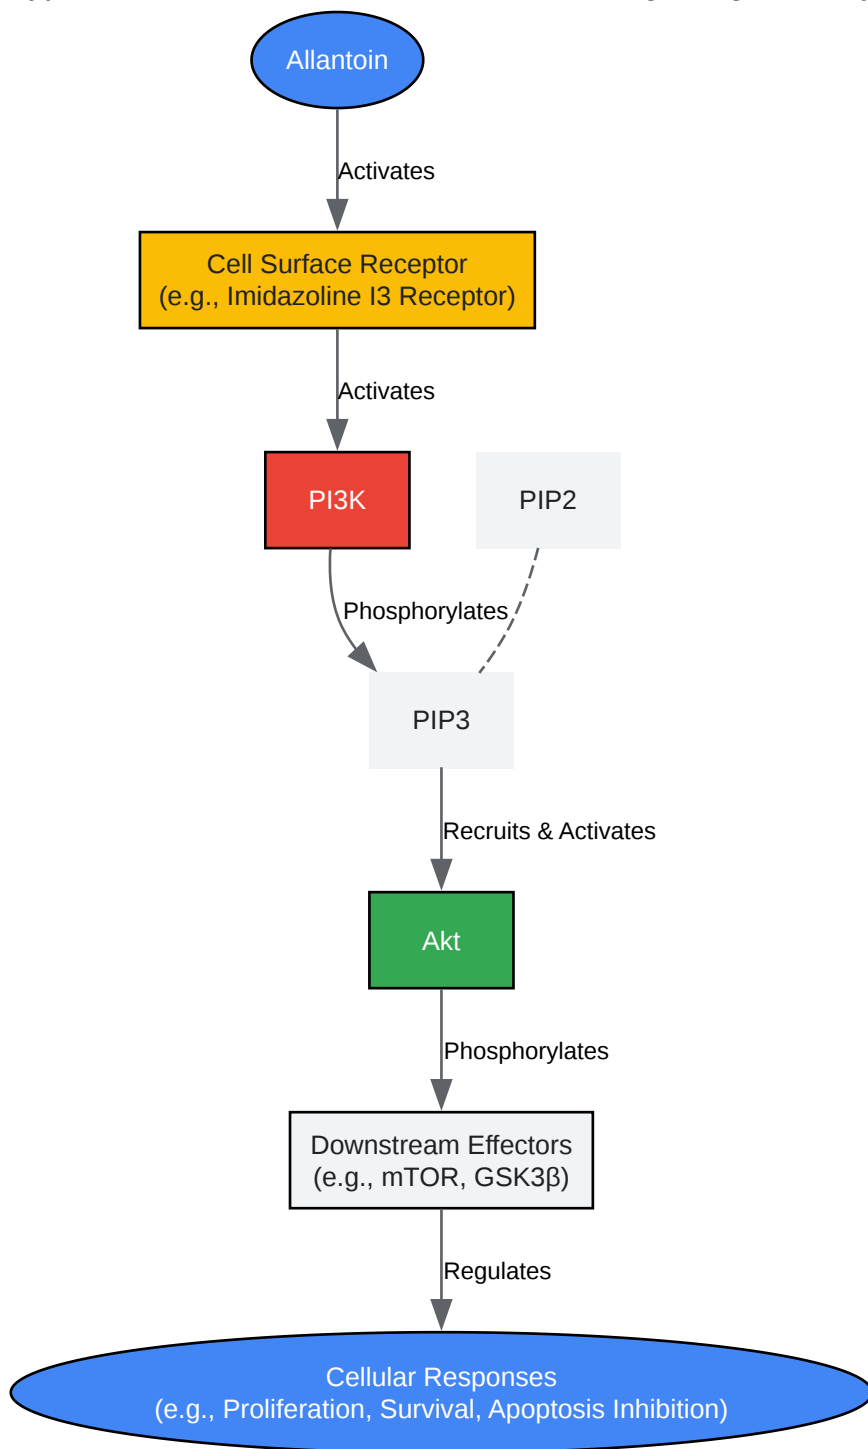 Allantoin
Activates
Cell Surface Receptor
(e.g., Imidazoline I3 Receptor)
Activates
PI3K
PIP2
Phosphorylates
PIP3
Recruits & Activates
Akt
Phosphorylates
Downstream Effectors
(e.g., mTOR, GSK3β)
Regulates
Cellular Responses
(e.g., Proliferation, Survival, Apoptosis Inhibition)